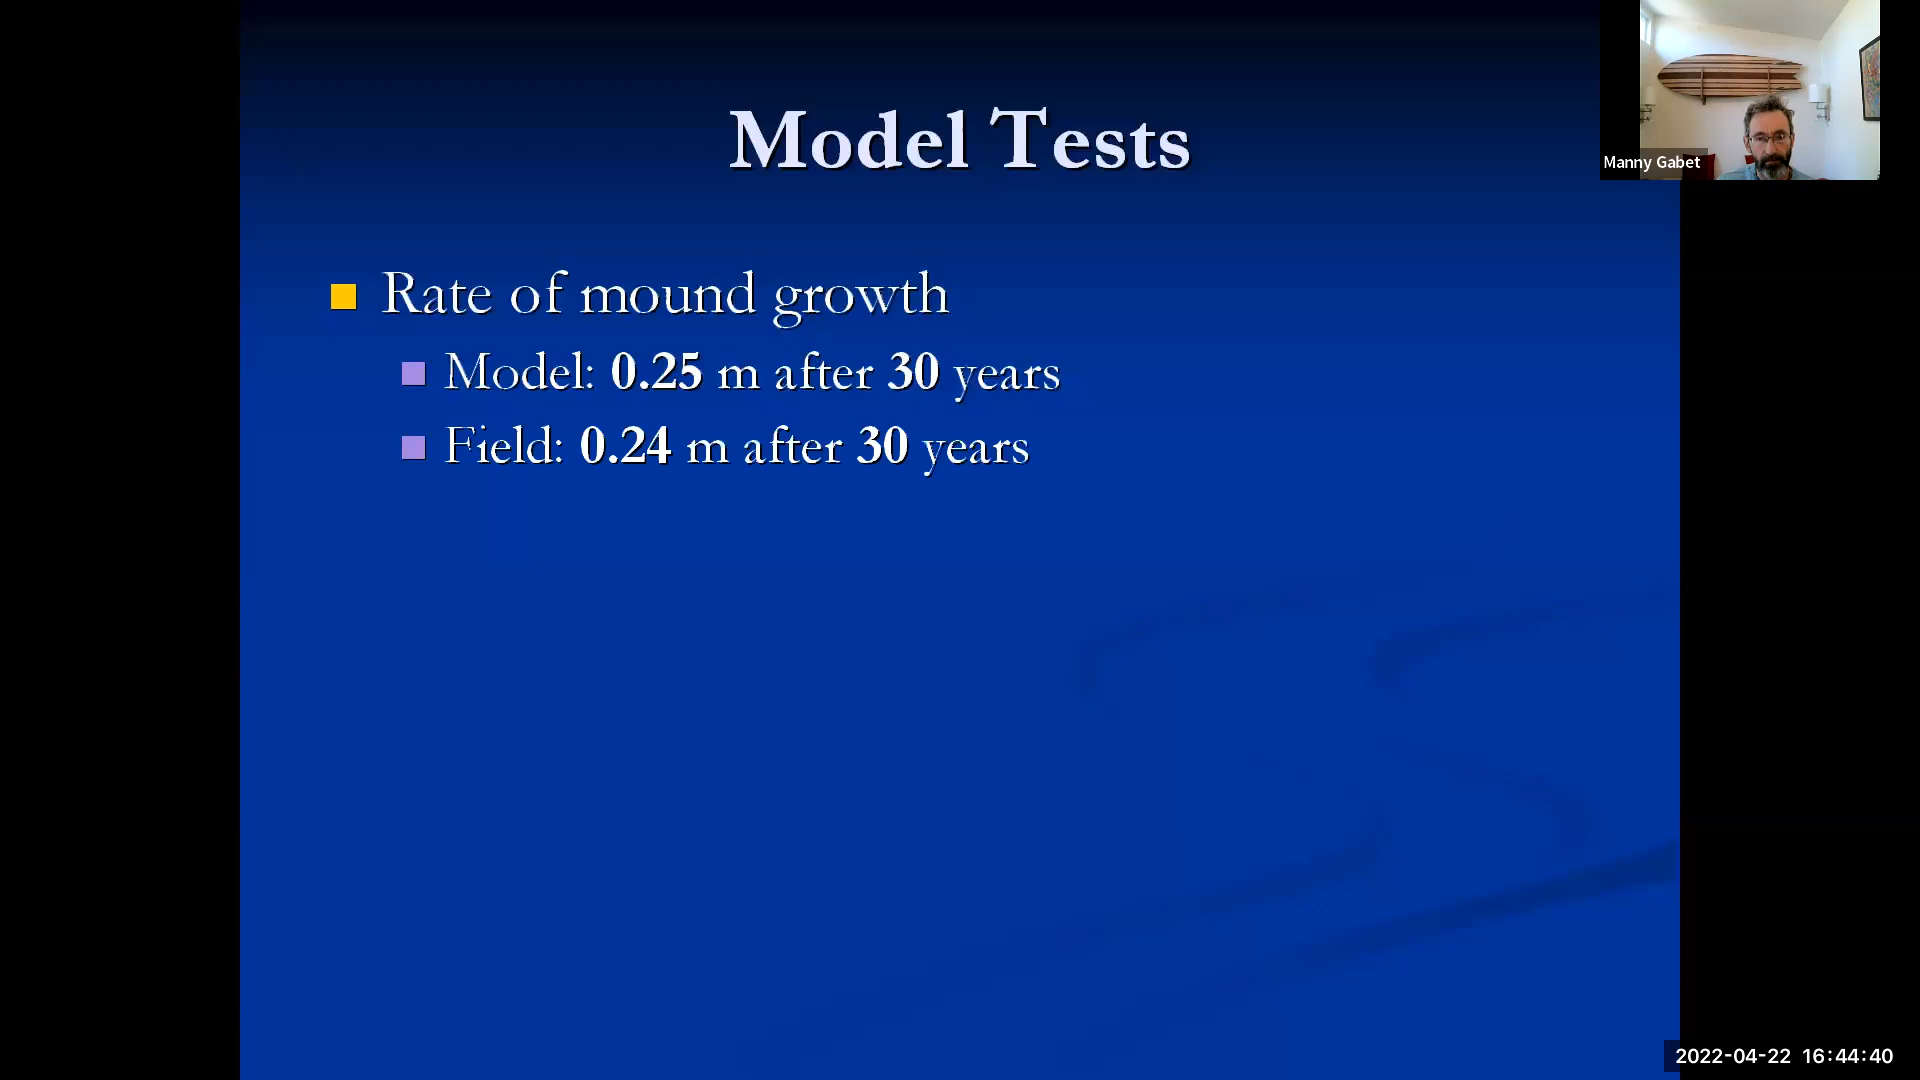 Model Tests
Manny Gabet
Rate of mound growth
Model: 0.25 m after 30 years
Field: 0.24 m after 30 years
2022-04-22 16:44:40